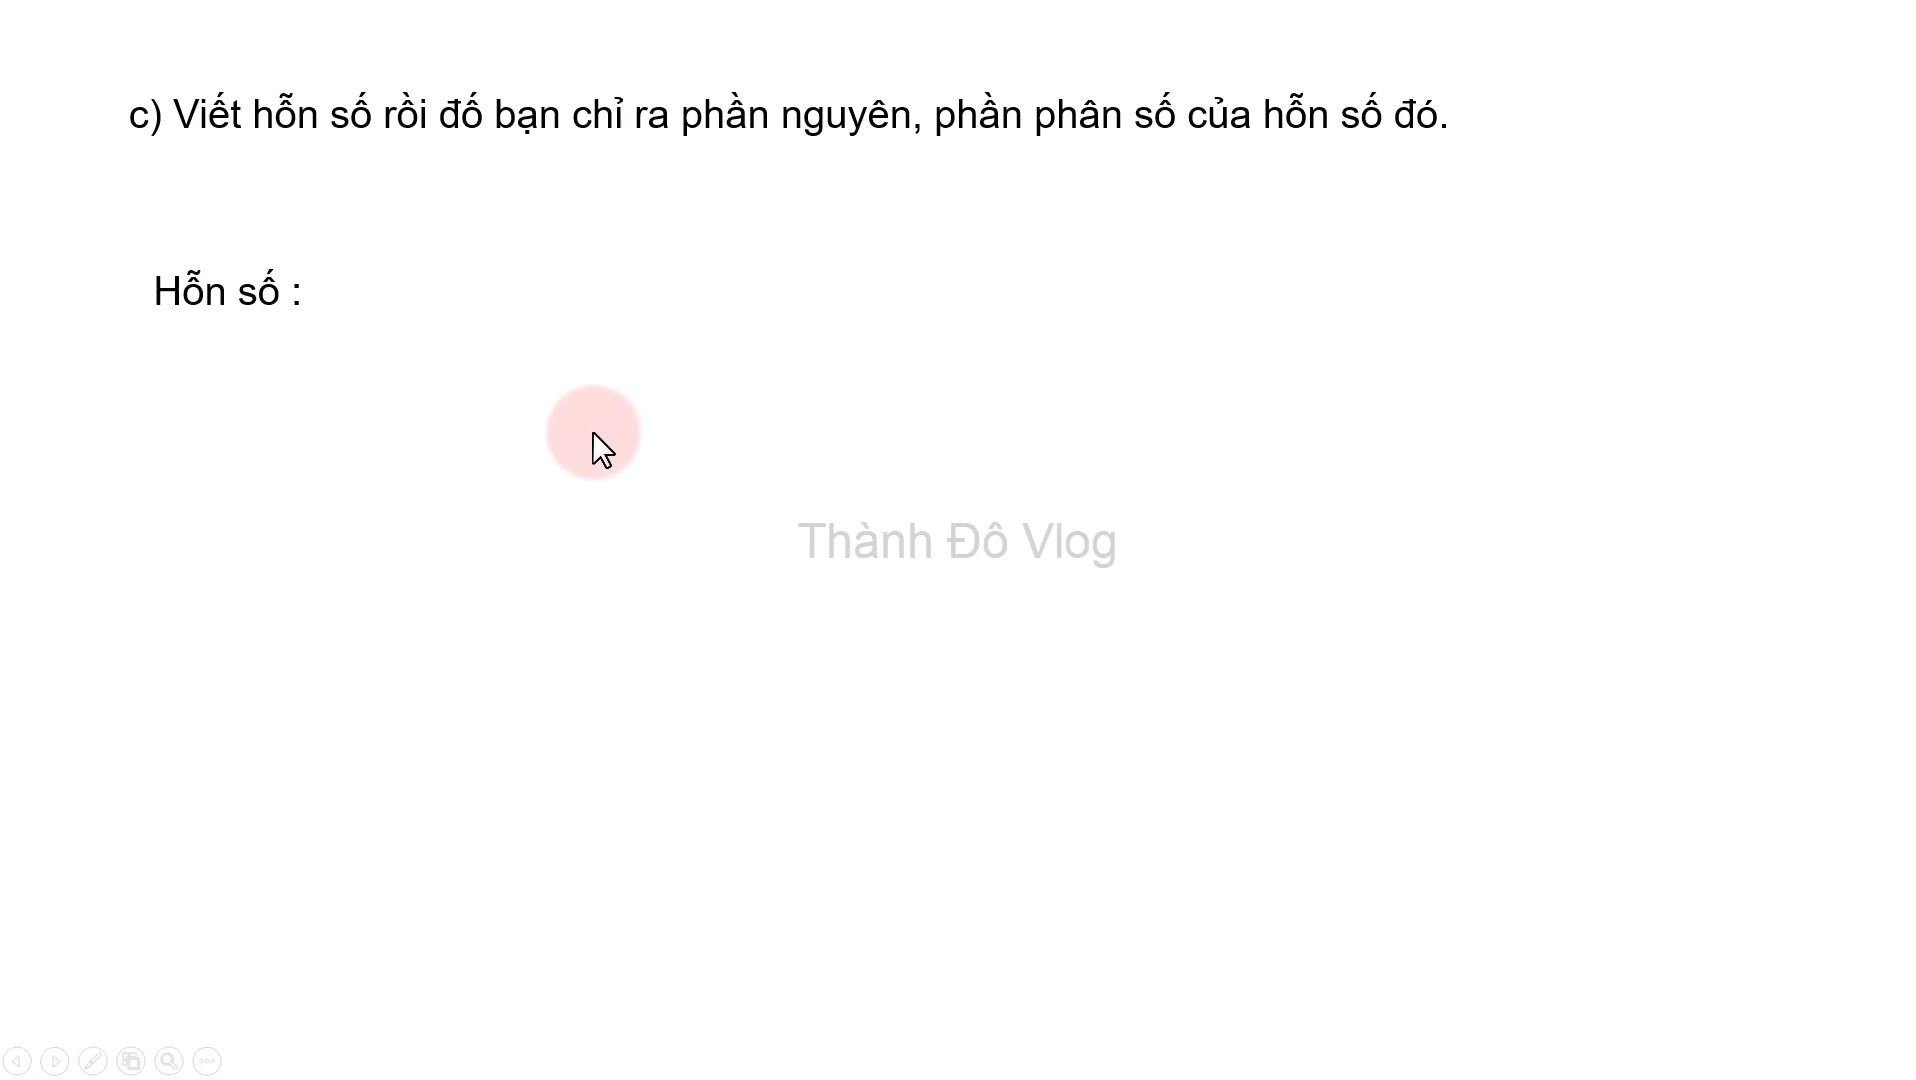 c) Viết hỗn số rồi đố bạn chỉ ra phần nguyên, phần phân số của hỗn số đó.
Hỗn số :
Thành Đô Vlog